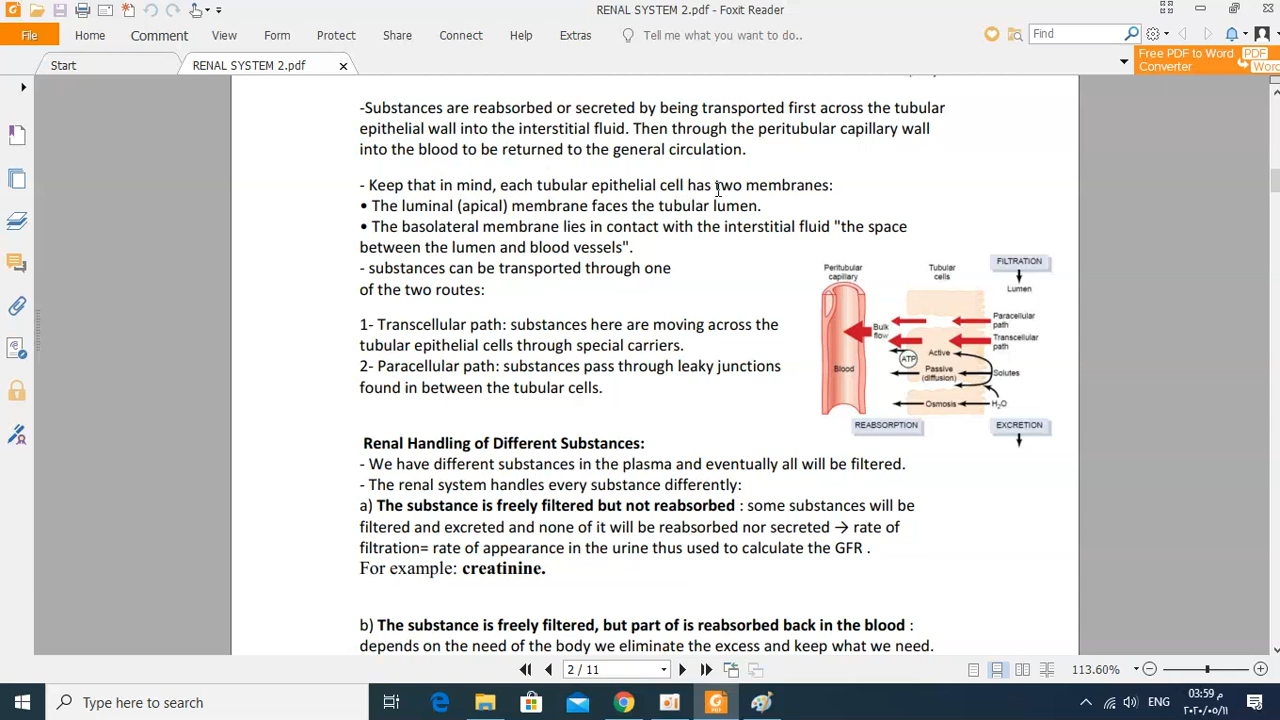 RENAL SYSTEM 2.pdf - Foxit Reader
File Home Comment View Form Protect Share Connect Help Extras Tell me what you want to do.. Find
Free PDF to Word
Converter
PDF
Word
Start RENAL SYSTEM 2.pdf
-Substances are reabsorbed or secreted by being transported first across the tubular
epithelial wall into the interstitial fluid. Then through the peritubular capillary wall
into the blood to be returned to the general circulation.
- Keep that in mind, each tubular epithelial cell has two membranes:
• The luminal (apical) membrane faces the tubular lumen.
• The basolateral membrane lies in contact with the interstitial fluid "the space
between the lumen and blood vessels".
- substances can be transported through one
of the two routes:
1- Transcellular path: substances here are moving across the
tubular epithelial cells through special carriers.
2- Paracellular path: substances pass through leaky junctions
found in between the tubular cells.
Peritubular
capillary
Tubular
cells
FILTRATION
Lumen
Paracellular
path
Bulk
flow
Transcellular
path
Active
ATP
Blood
Passive
(diffusion)
Solutes
Osmosis
H₂O
REABSORPTION
EXCRETION
Renal Handling of Different Substances:
- We have different substances in the plasma and eventually all will be filtered.
- The renal system handles every substance differently:
a) The substance is freely filtered but not reabsorbed : some substances will be
filtered and excreted and none of it will be reabsorbed nor secreted → rate of
filtration= rate of appearance in the urine thus used to calculate the GFR .
For example: creatinine.
b) The substance is freely filtered, but part of is reabsorbed back in the blood :
depends on the need of the body we eliminate the excess and keep what we need.
2 / 11
113.60%
Type here to search
ENG
03:59 م
٢٠٢٠/٠٥/١١